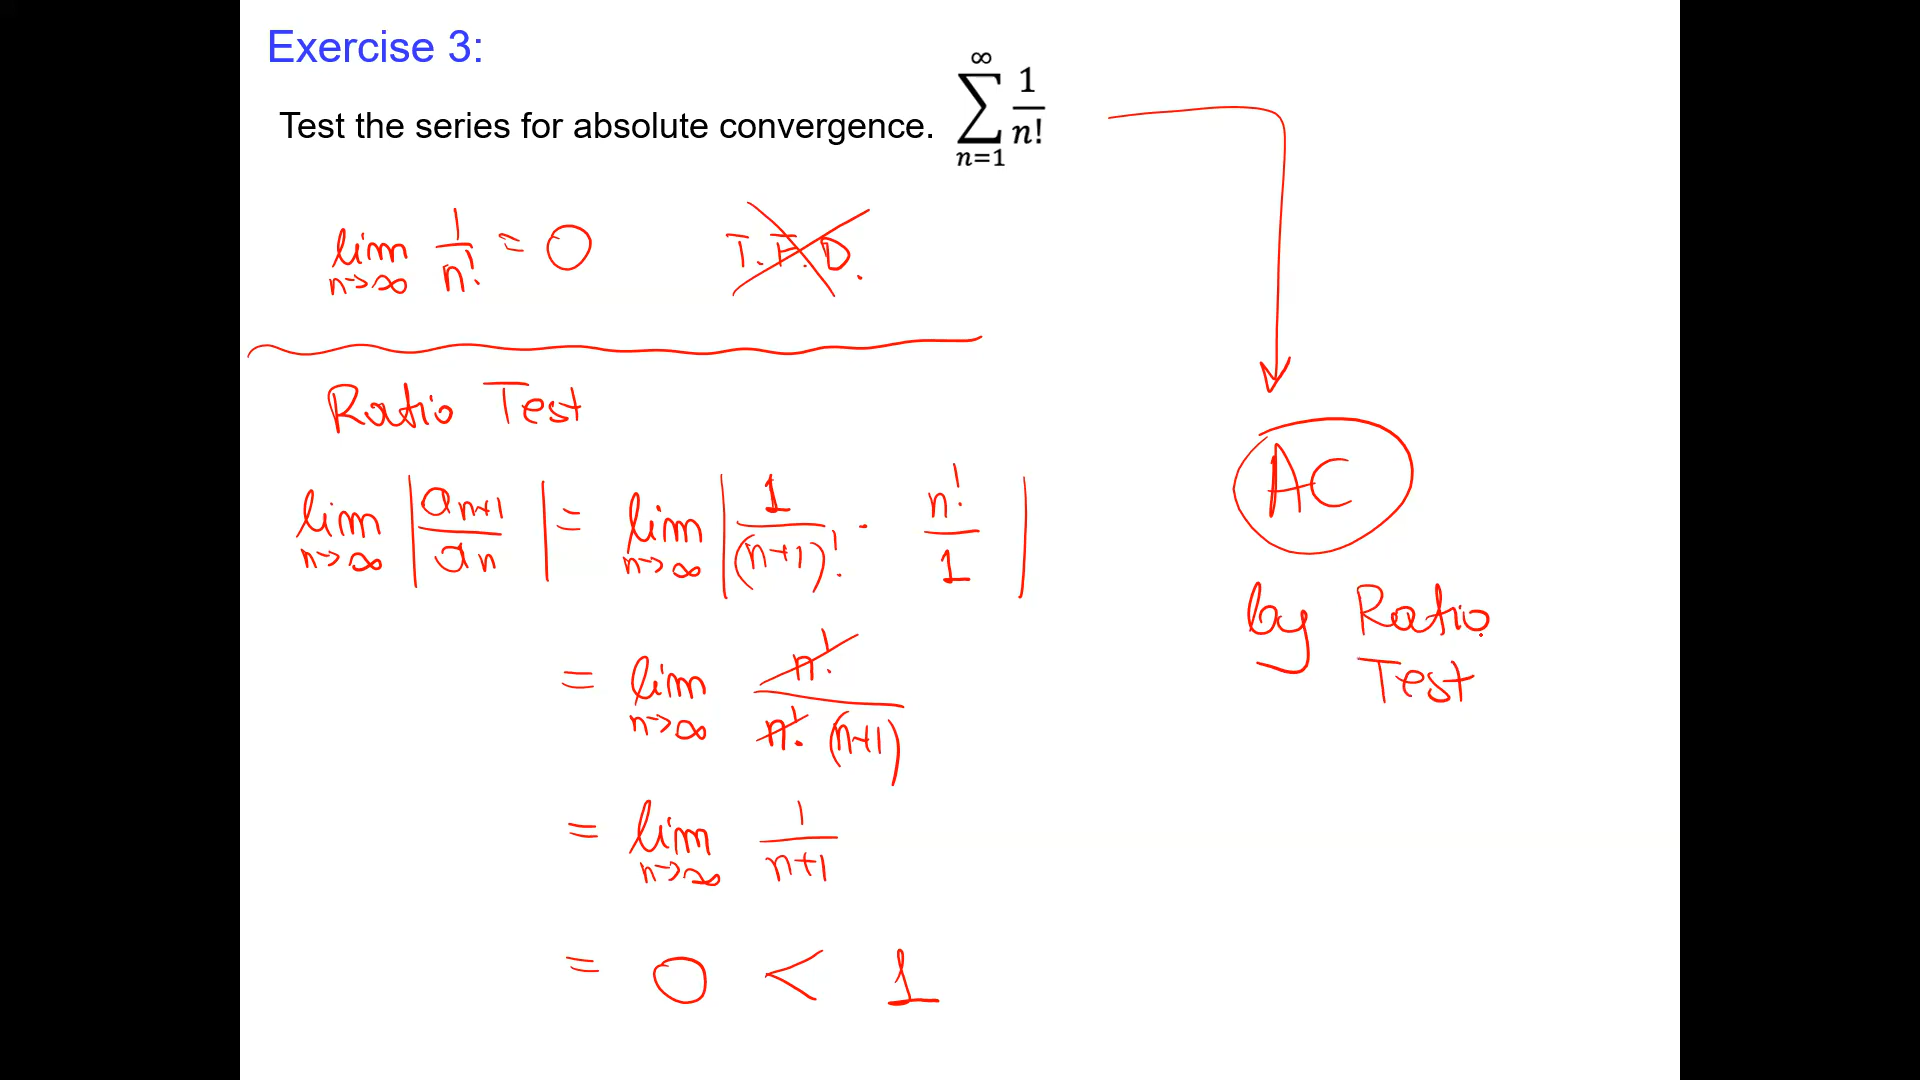 Exercise 3:
Test the series for absolute convergence. ∑_{n=1}^{∞} 1/n!
lim_{n→∞} 1/n! = 0 T.F.D.
Ratio Test
lim_{n→∞} |a_{n+1}/a_n| = lim_{n→∞} |1/(n+1)! · n!/1|
= lim_{n→∞} n!/(n! (n+1))
= lim_{n→∞} 1/(n+1)
= 0 < 1
AC
by Ratio
Test